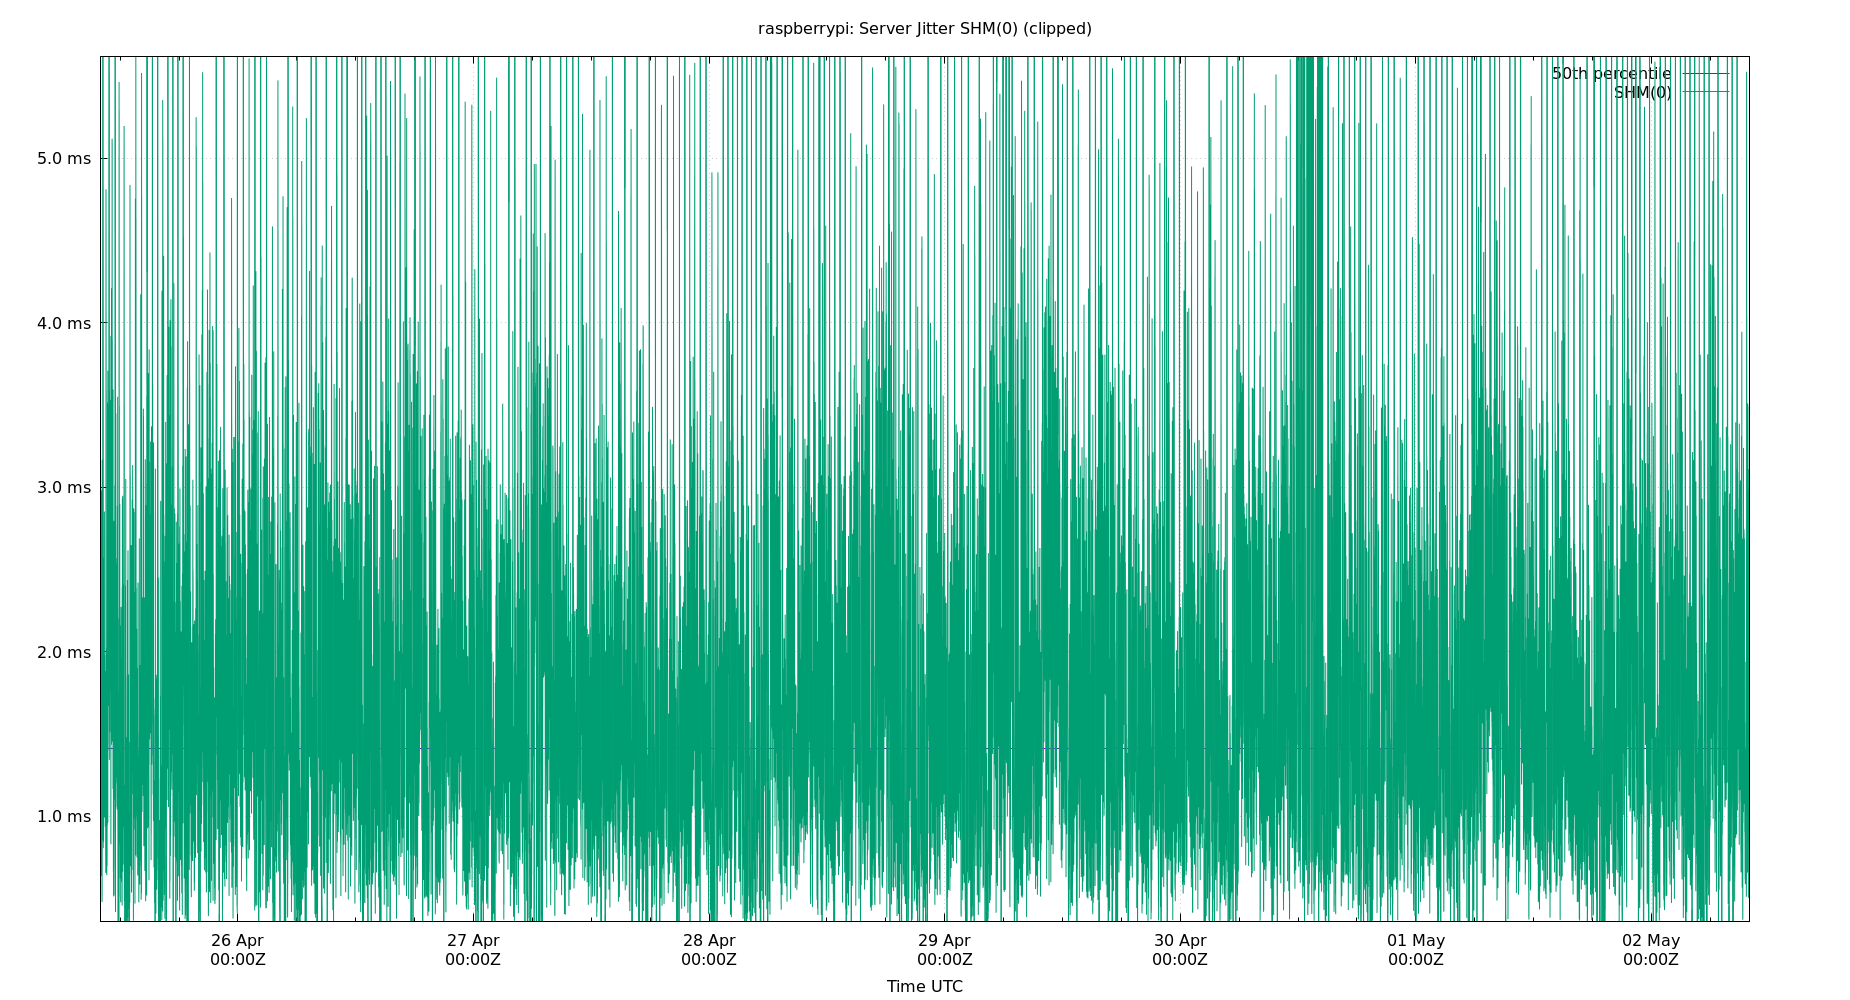 raspberrypi: Server Jitter SHM(0) (clipped)
50th percentile
SHM(0)
5.0 ms
4.0 ms
3.0 ms
2.0 ms
1.0 ms
26 Apr 27 Apr 28 Apr 29 Apr 30 Apr 01 May 02 May
00:00Z 00:00Z 00:00Z 00:00Z 00:00Z 00:00Z 00:00Z
Time UTC